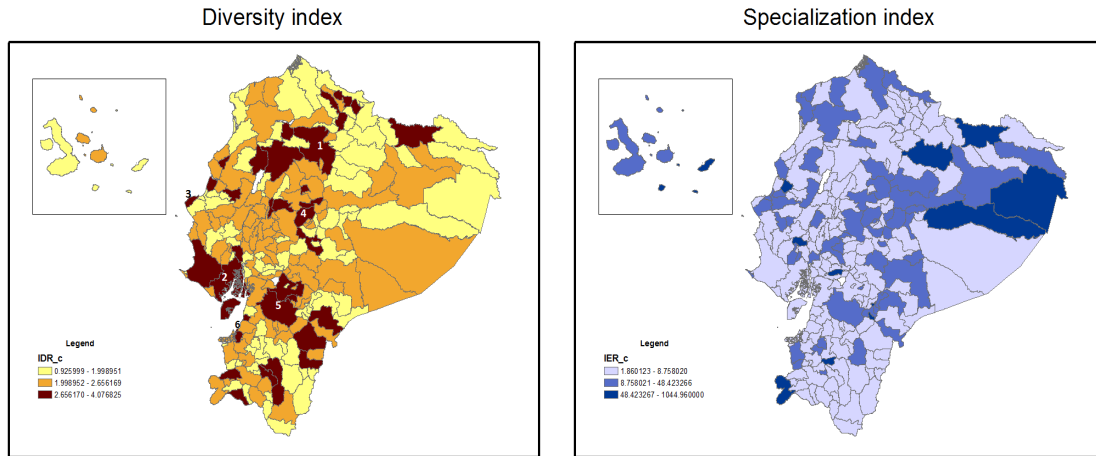 Diversity index
Specialization index
1
3
4
2
5
6
Legend
IDR_c
0.925999 - 1.998951
1.998952 - 2.656169
2.656170 - 4.076825
Legend
IER_c
1.860123 - 8.758020
8.758021 - 48.423266
48.423267 - 1044.960000